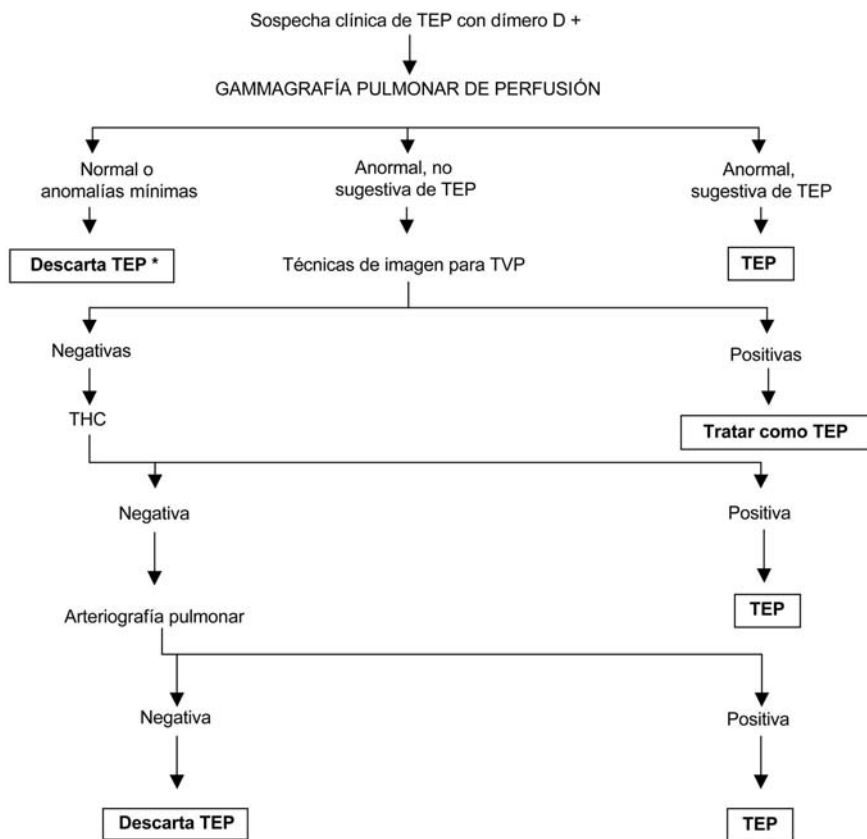 Sospecha clínica de TEP con dímero D +
GAMMAGRAFÍA PULMONAR DE PERFUSIÓN
Normal o
anomalías mínimas
Anormal, no
sugestiva de TEP
Anormal,
sugestiva de TEP
Descarta TEP *
Técnicas de imagen para TVP
TEP
Negativas
Positivas
THC
Tratar como TEP
Negativa
Positiva
Arteriografía pulmonar
TEP
Negativa
Positiva
Descarta TEP
TEP